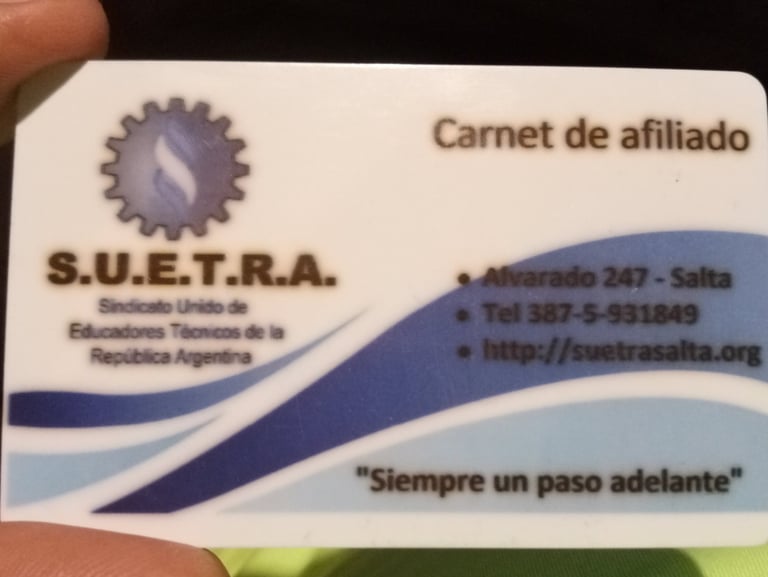 Carnet de afiliado
S.U.E.T.R.A.
Sindicato Unido de
Educadores Técnicos de la
República Argentina
• Alvarado 247 - Salta
• Tel 387-5-931849
• http://suetrasalta.org
"Siempre un paso adelante"